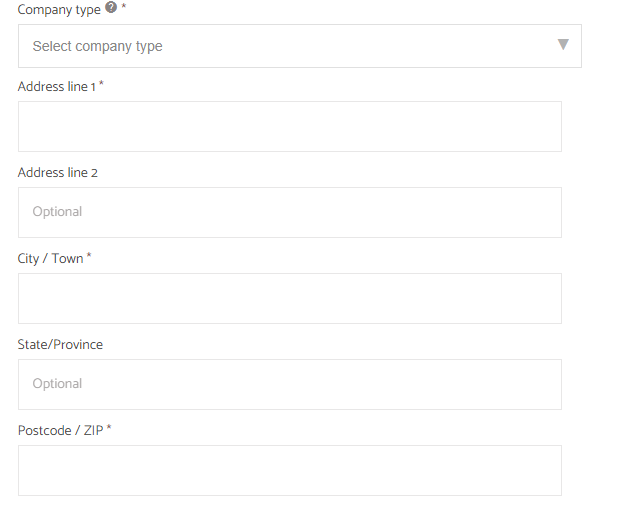 Company type ? *
Select company type
Address line 1 *
Address line 2
Optional
City / Town *
State/Province
Optional
Postcode / ZIP *